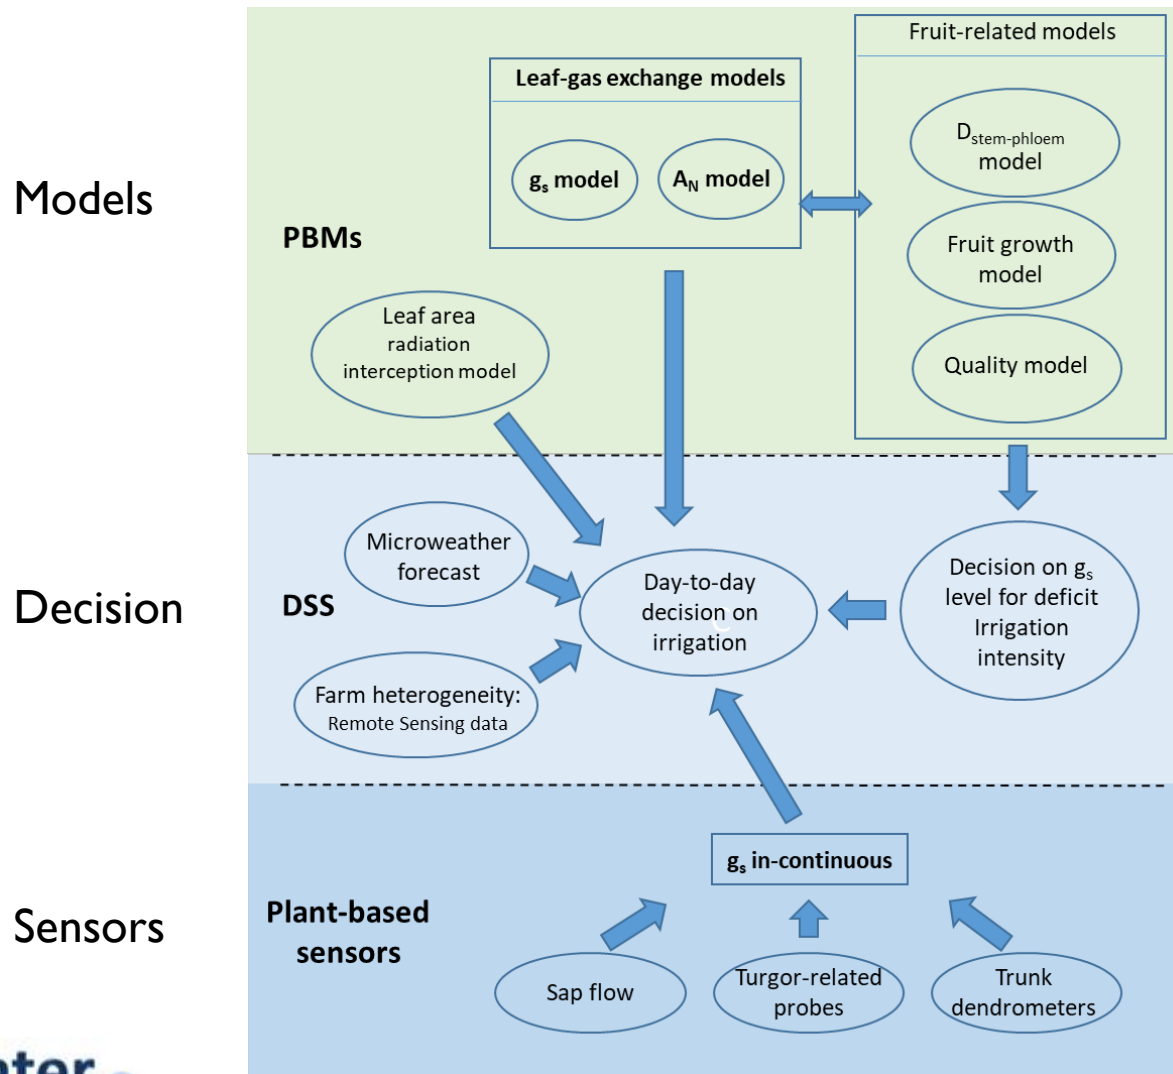 Models
Decision
Sensors
PBMs
Leaf-gas exchange models
gₛ model
A_N model
Fruit-related models
D_stem-phloem
model
Fruit growth
model
Quality model
Leaf area
radiation
interception model
DSS
Microweather
forecast
Farm heterogeneity:
Remote Sensing data
Day-to-day
decision on
irrigation
Decision on gₛ
level for deficit
Irrigation
intensity
Plant-based
sensors
gₛ in-continuous
Sap flow
Turgor-related
probes
Trunk
dendrometers